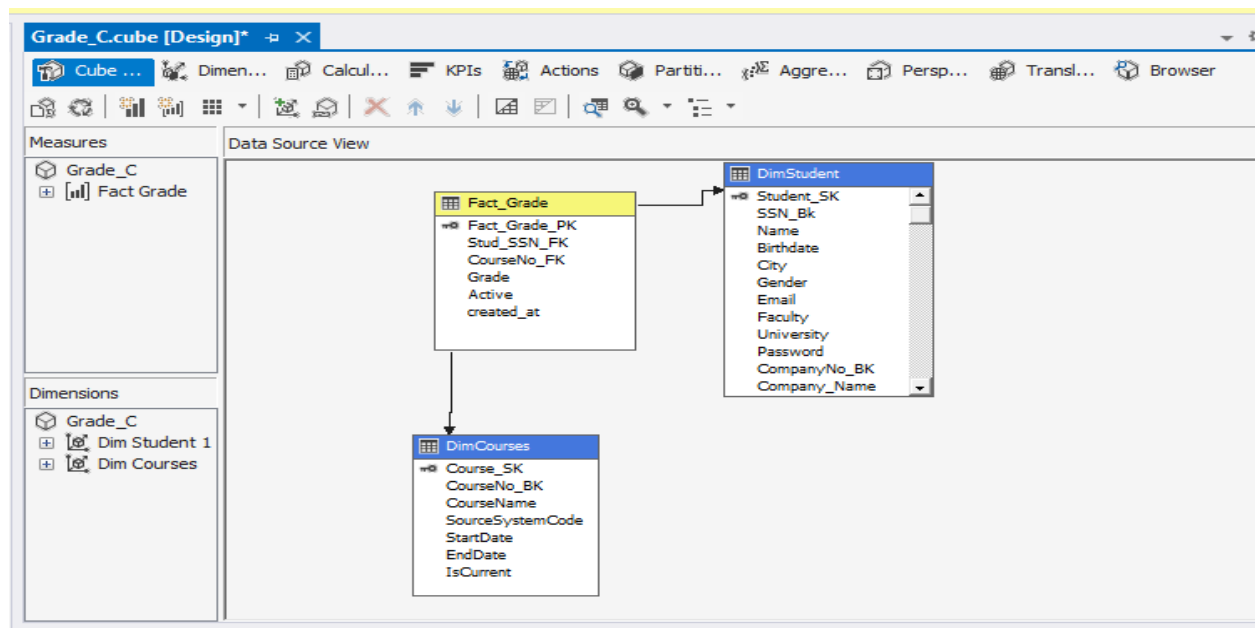 Grade_C.cube [Design]*
Cube ... Dimen... Calcul... KPIs Actions Partiti... Aggre... Persp... Transl... Browser
Measures
Grade_C
Fact Grade
Dimensions
Grade_C
Dim Student 1
Dim Courses
Data Source View
Fact_Grade
Fact_Grade_PK
Stud_SSN_FK
CourseNo_FK
Grade
Active
created_at
DimStudent
Student_SK
SSN_Bk
Name
Birthdate
City
Gender
Email
Faculty
University
Password
CompanyNo_BK
Company_Name
DimCourses
Course_SK
CourseNo_BK
CourseName
SourceSystemCode
StartDate
EndDate
IsCurrent